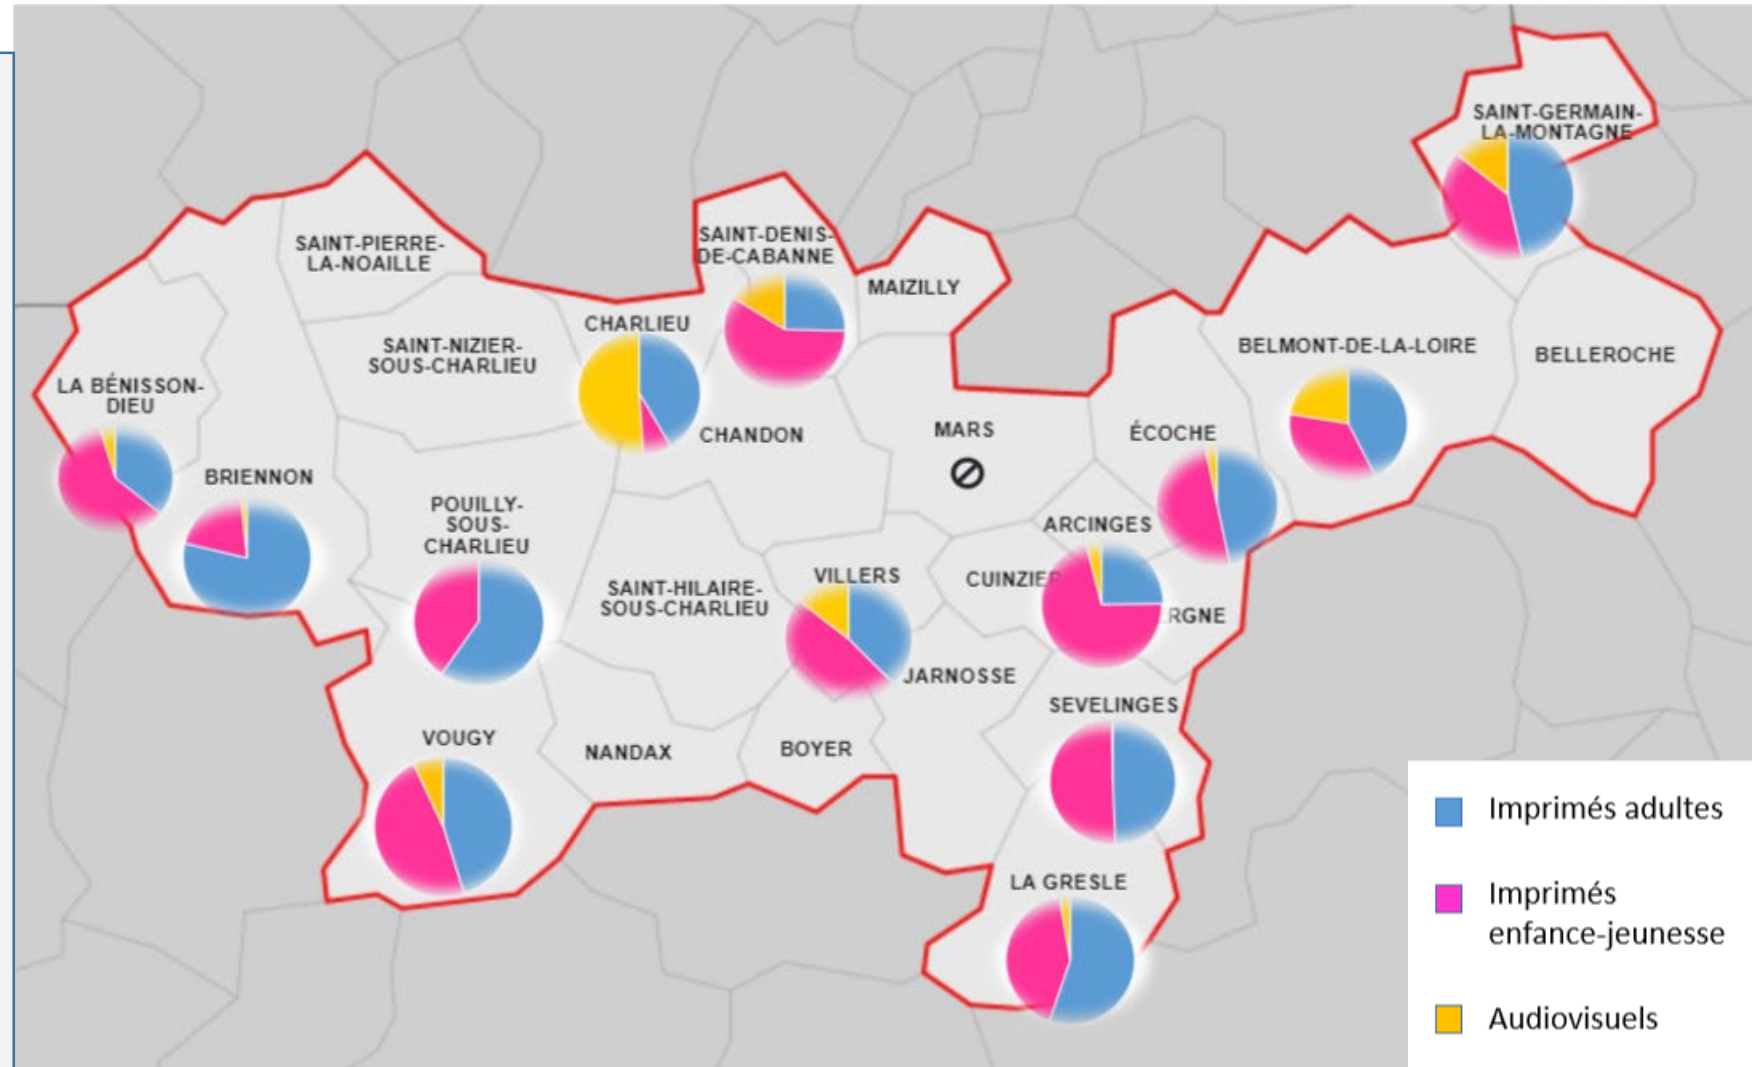 SAINT-GERMAIN-
LA-MONTAGNE
SAINT-PIERRE-
LA-NOAILLE
SAINT-DENIS-
DE-CABANNE
MAIZILLY
CHARLIEU
SAINT-NIZIER-
SOUS-CHARLIEU
BELMONT-DE-LA-LOIRE
BELLEROCHE
LA BÉNISSON-
DIEU
CHANDON
MARS
ÉCOCHE
BRIENNON
POUILLY-
SOUS-
CHARLIEU
ARCINGES
VILLERS
CUINZIER
SAINT-HILAIRE-
SOUS-CHARLIEU
RGNE
JARNOSSE
SEVELINGES
VOUGY
NANDAX
BOYER
LA GRESLE
Imprimés adultes
Imprimés
enfance-jeunesse
Audiovisuels